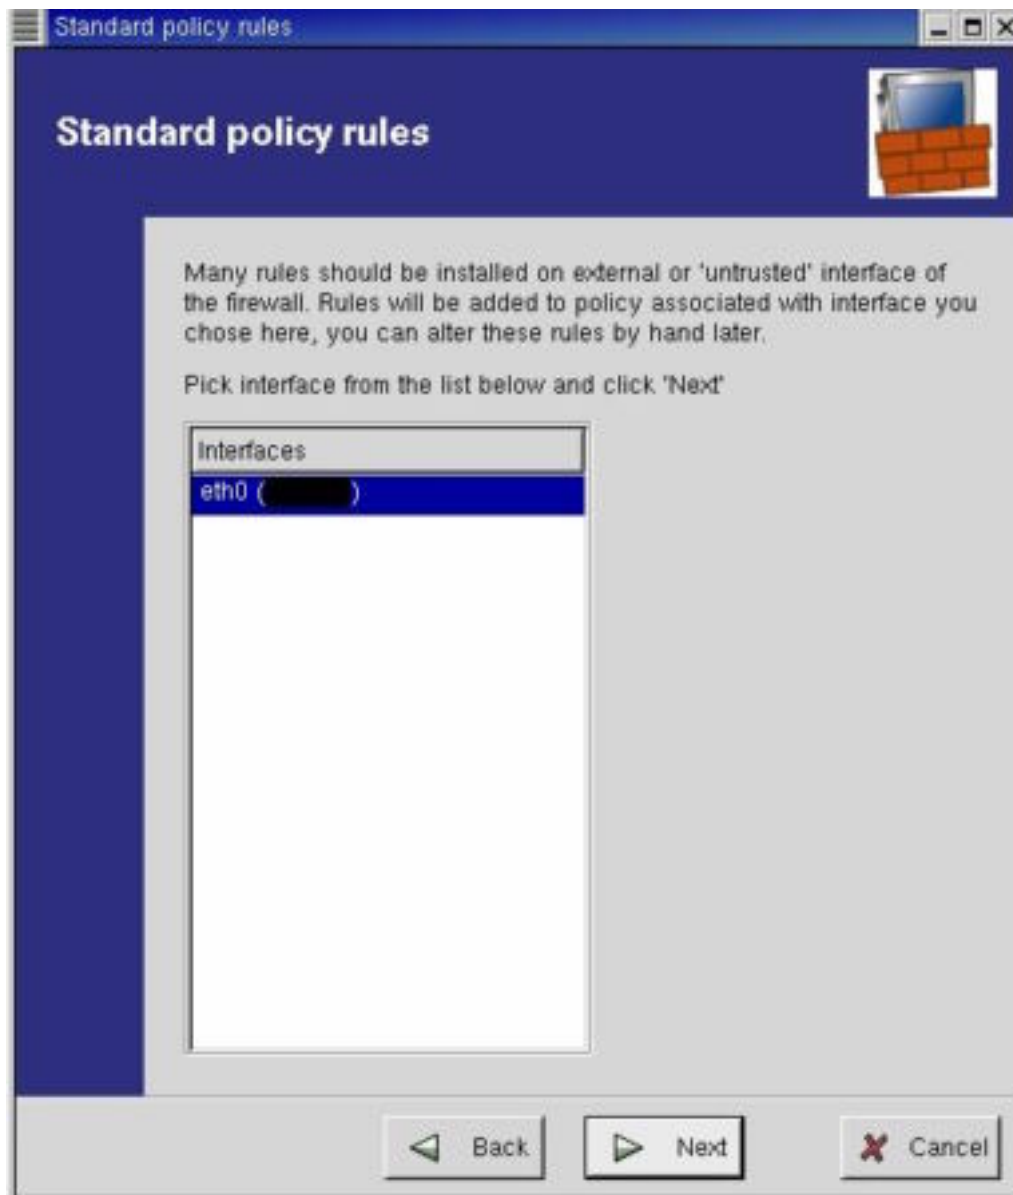 Standard policy rules
Standard policy rules
Many rules should be installed on external or 'untrusted' interface of
the firewall. Rules will be added to policy associated with interface you
chose here, you can alter these rules by hand later.
Pick interface from the list below and click 'Next'
Interfaces
eth0 ( )
Back
Next
Cancel